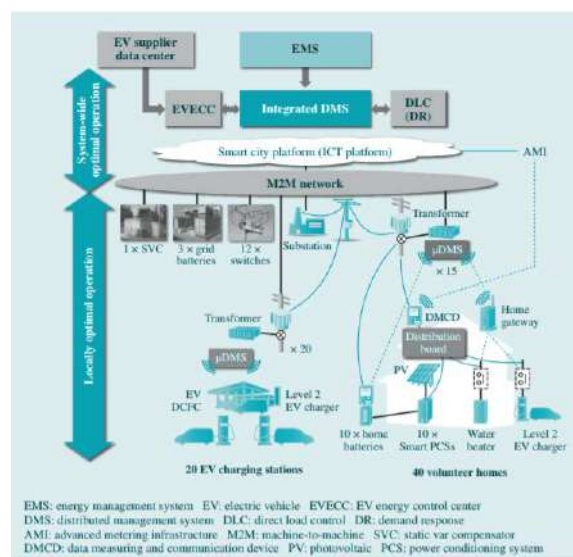 EV supplier
data center
EMS
EVECC
Integrated DMS
DLC
(DR)
System-wide
optimal operation
Smart city platform (ICT platform)
AMI
M2M network
Locally optimal operation
1 × SVC
3 × grid
batteries
12 ×
switches
Substation
Transformer
µDMS
× 15
Transformer
× 20
µDMS
DMCD
Home
gateway
Distribution
board
PV
EV
DCFC
Level 2
EV charger
10 × home
batteries
10 ×
Smart PCSs
Water
heater
Level 2
EV charger
20 EV charging stations
40 volunteer homes
EMS: energy management system EV: electric vehicle EVECC: EV energy control center
DMS: distributed management system DLC: direct load control DR: demand response
AMI: advanced metering infrastructure M2M: machine-to-machine SVC: static var compensator
DMCD: data measuring and communication device PV: photovoltaic PCS: power conditioning system